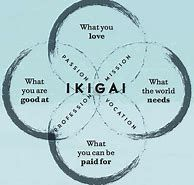 What you
love
PASSION
MISSION
What
you are
good at
IKIGAI
What
the world
needs
PROFESSION
VOCATION
What
you can be
paid for